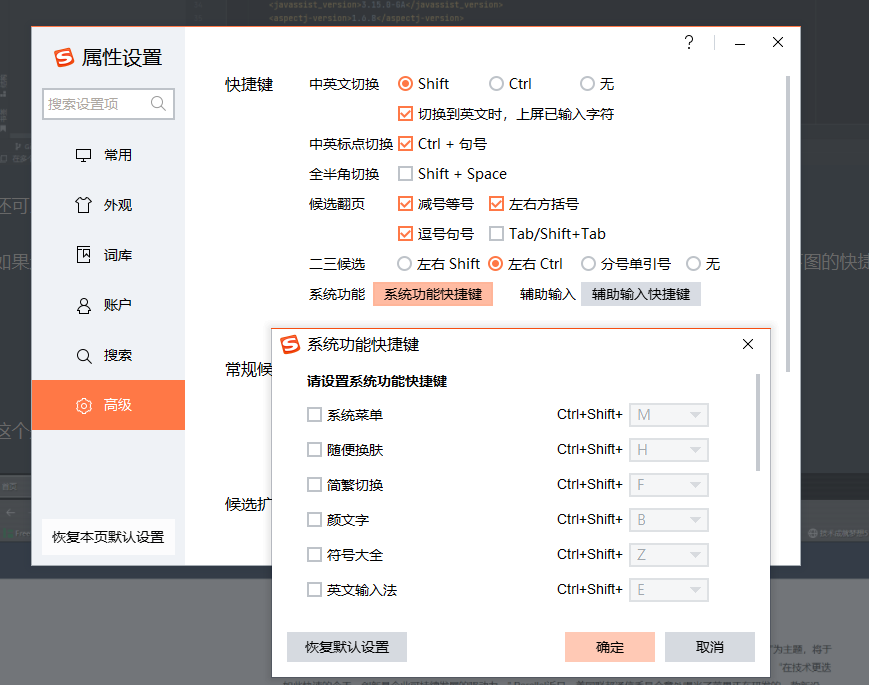 <javassist_version>3.15.0-GA</javassist_version>
<aspectj-version>1.6.8</aspectj-version>
属性设置
?
搜索设置项
常用
外观
词库
账户
搜索
高级
恢复本页默认设置
快捷键
中英文切换 Shift Ctrl 无
切换到英文时，上屏已输入字符
中英标点切换 Ctrl + 句号
全半角切换 Shift + Space
候选翻页 减号等号 左右方括号
逗号句号 Tab/Shift+Tab
二三候选 左右 Shift 左右 Ctrl 分号单引号 无
系统功能 系统功能快捷键 辅助输入 辅助输入快捷键
常规候
候选扩
还可
如果
图的快捷
这个
系统功能快捷键
请设置系统功能快捷键
系统菜单 Ctrl+Shift+ M
随便换肤 Ctrl+Shift+ H
简繁切换 Ctrl+Shift+ F
颜文字 Ctrl+Shift+ B
符号大全 Ctrl+Shift+ Z
英文输入法 Ctrl+Shift+ E
恢复默认设置 确定 取消
为主题，将于
"在技术更迭